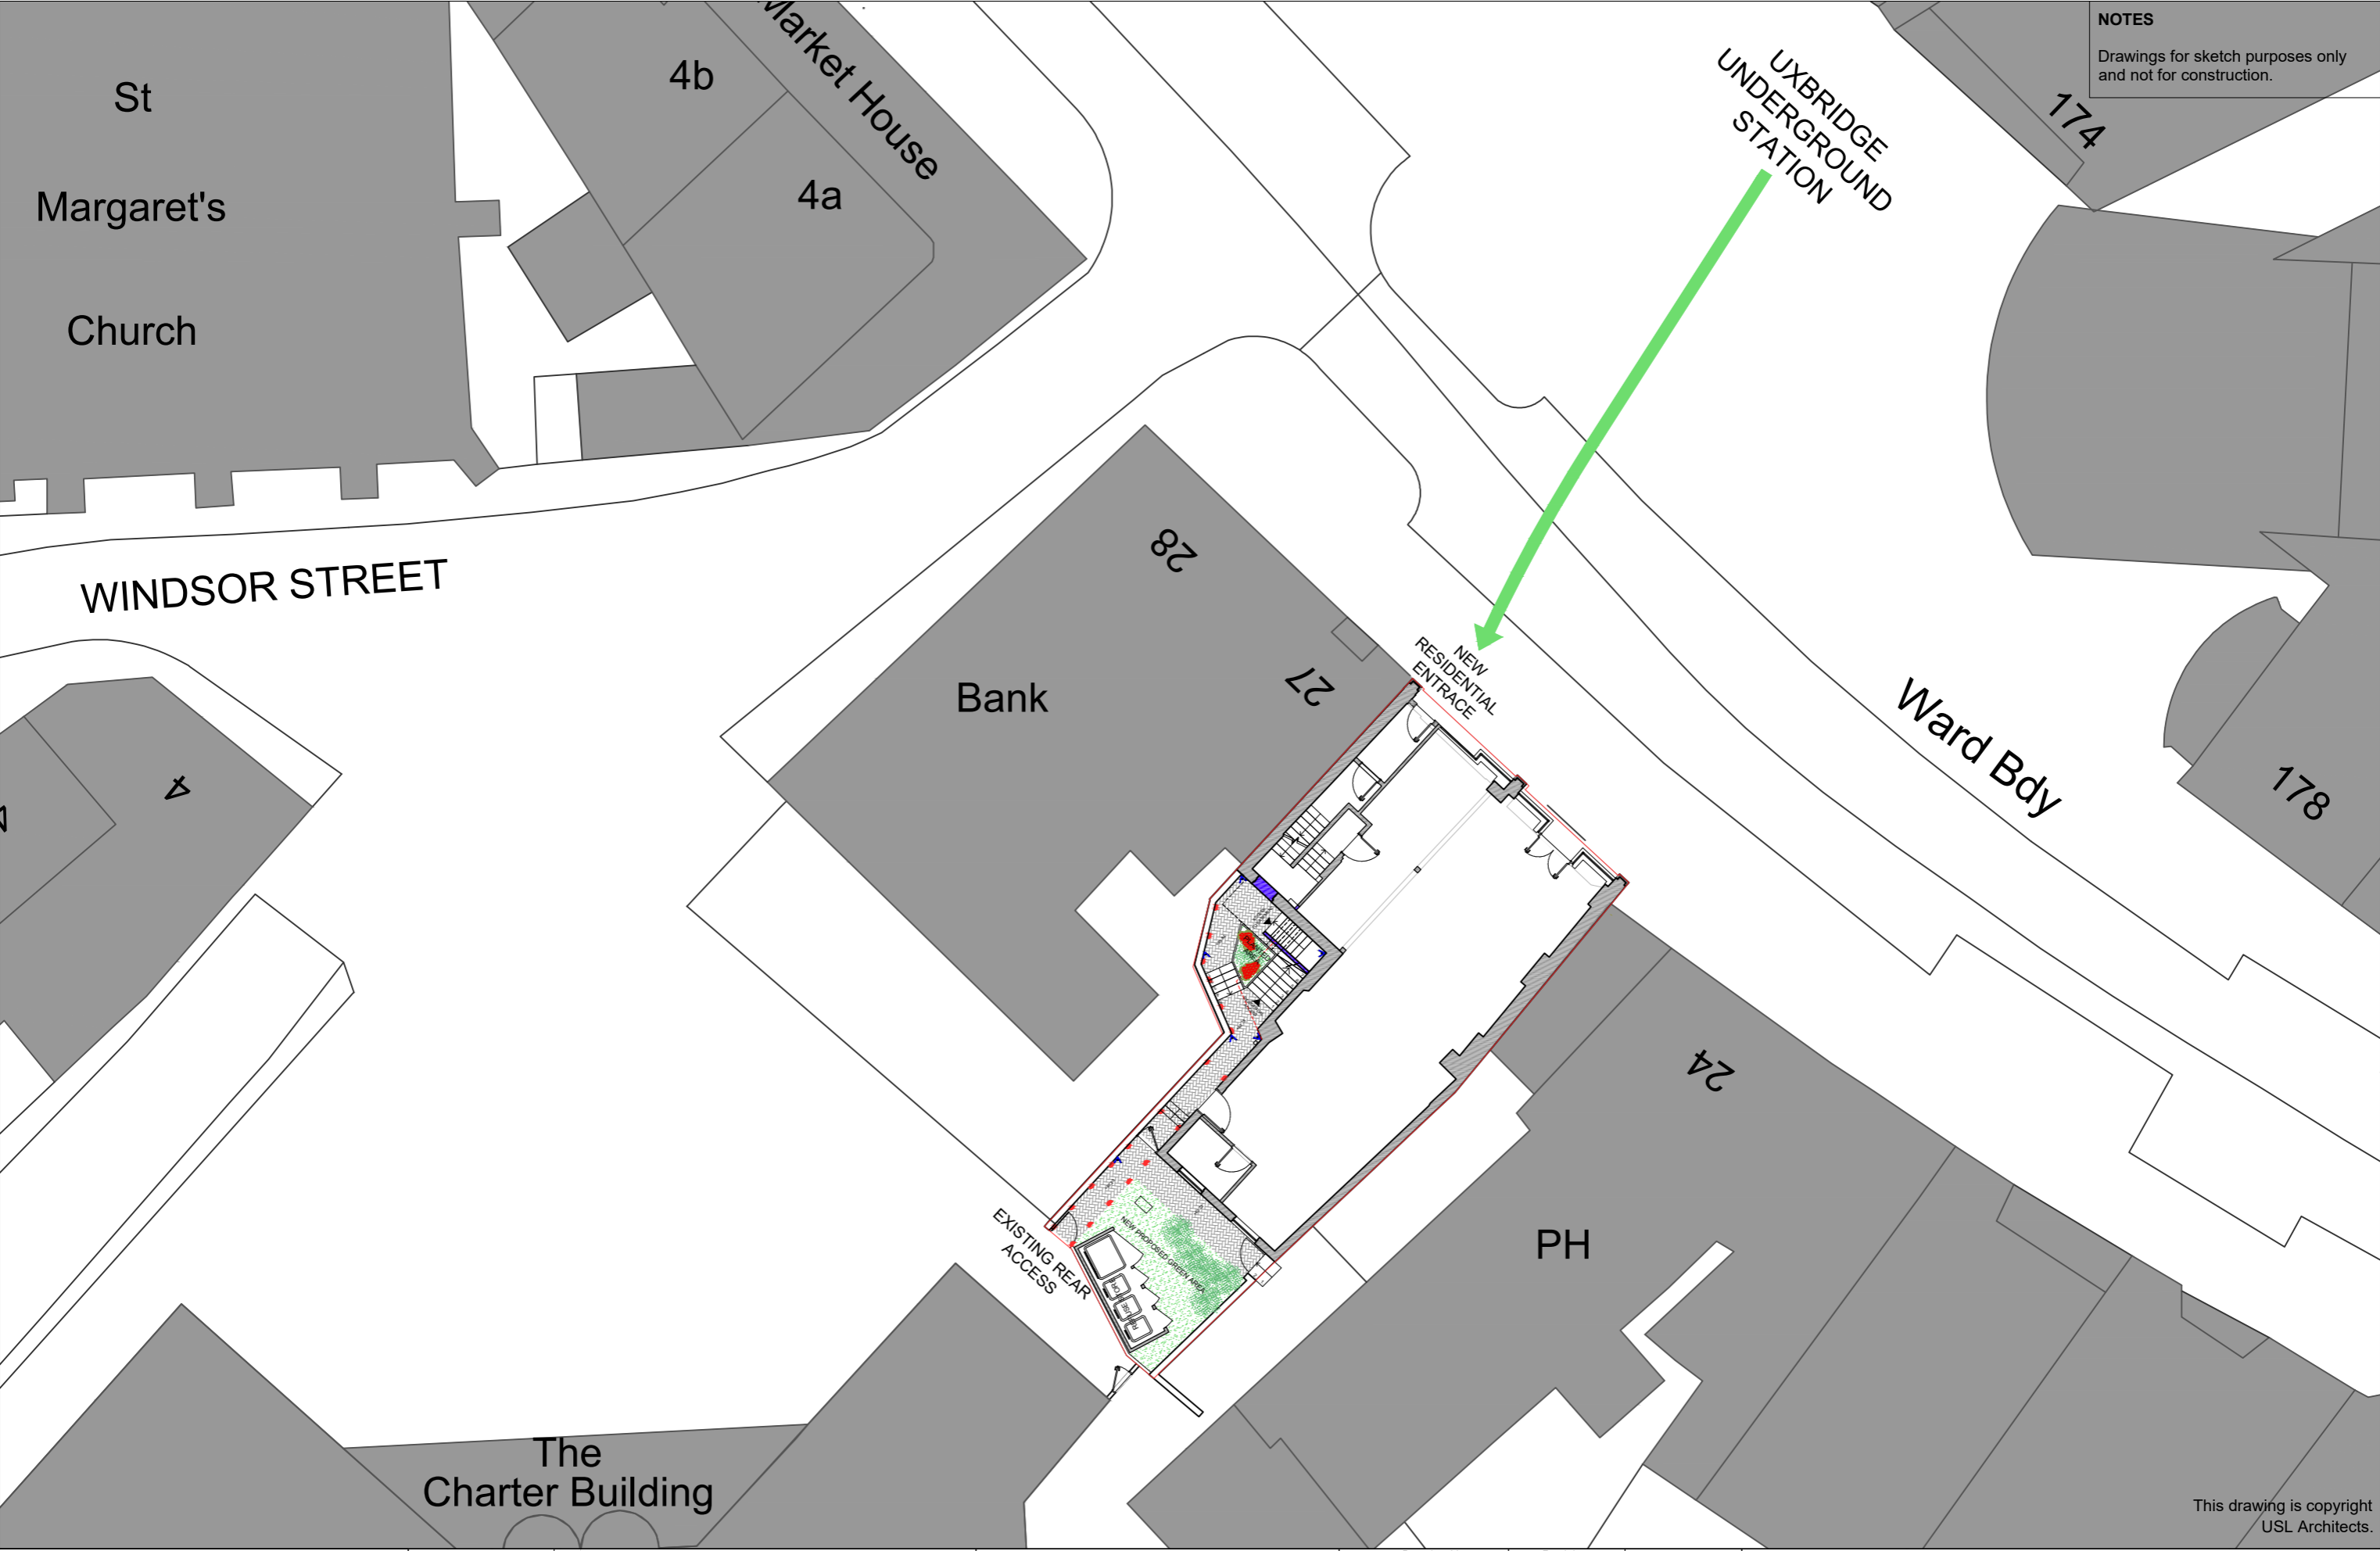 NOTES
Drawings for sketch purposes only
and not for construction.
St
Margaret's
Church
4b
4a
Market House
UXBRIDGE
UNDERGROUND
STATION
174
WINDSOR STREET
28
27
Bank
NEW
RESIDENTIAL
ENTRACE
Ward Bdy
178
4
24
PH
EXISTING REAR
ACCESS
NEW PROPOSED GREEN AREA
The
Charter Building
This drawing is copyright
USL Architects.